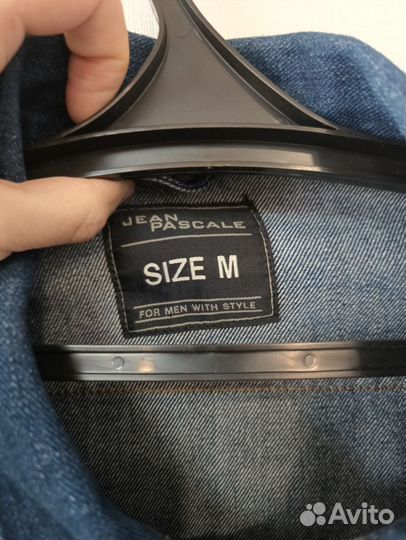 JEAN
PASCALE
SIZE M
FOR MEN WITH STYLE
Avito